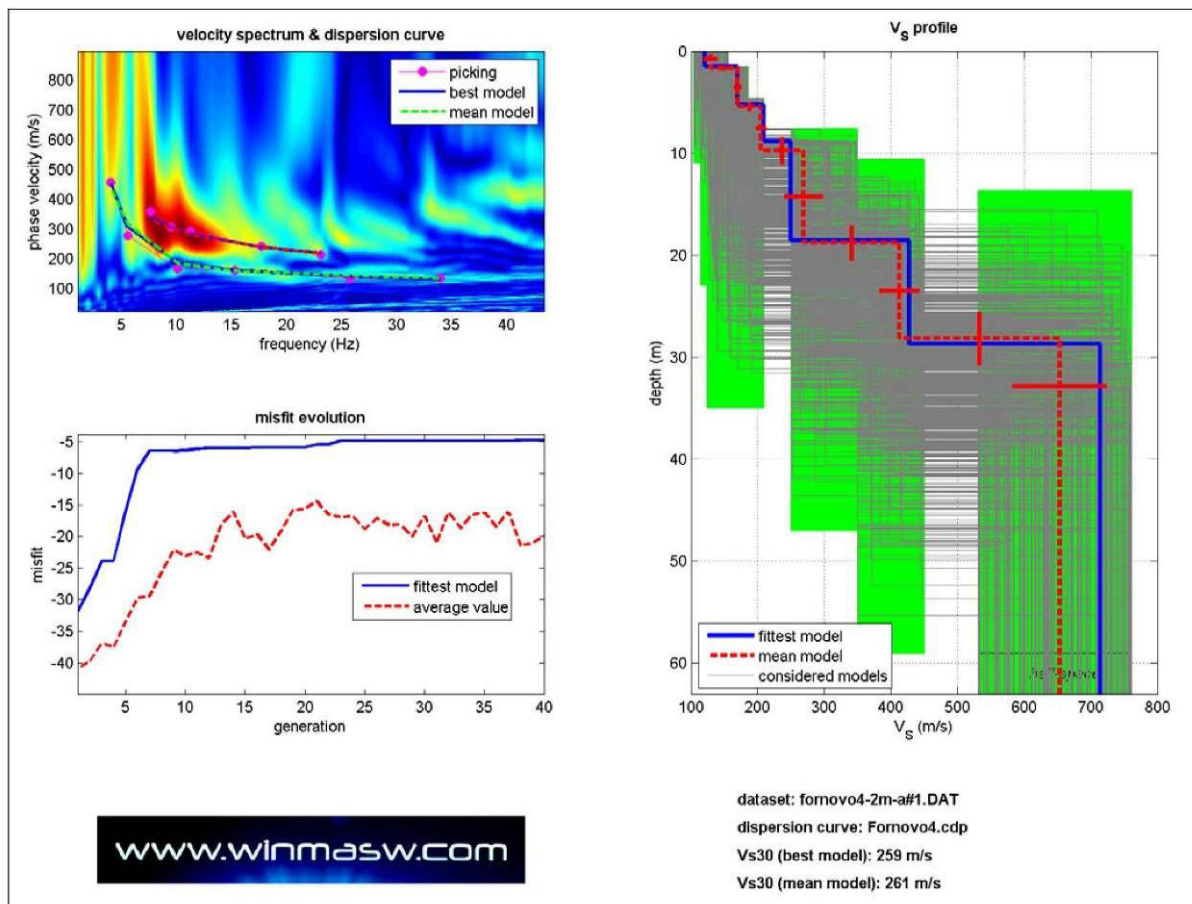 velocity spectrum & dispersion curve
phase velocity (m/s)
900
800
700
600
500
400
300
200
100
picking
best model
mean model
5 10 15 20 25 30 35 40
frequency (Hz)
misfit evolution
misfit
-5
-10
-15
-20
-25
-30
-35
-40
fittest model
average value
5 10 15 20 25 30 35 40
generation
VS profile
depth (m)
0
10
20
30
40
50
60
fittest model
mean model
considered models
100 200 300 400 500 600 700 800
VS (m/s)
www.winmasw.com
dataset: fornovo4-2m-a#1.DAT
dispersion curve: Fornovo4.cdp
Vs30 (best model): 259 m/s
Vs30 (mean model): 261 m/s